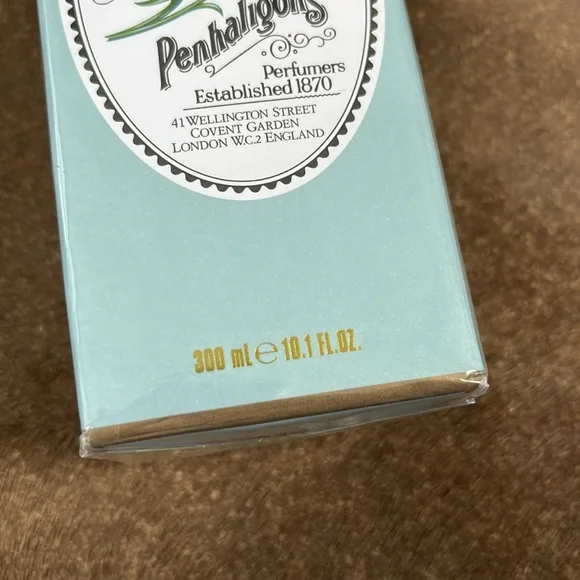 Penhaligon's
Perfumers
Established 1870
41 WELLINGTON STREET
COVENT GARDEN
LONDON W.C.2 ENGLAND
300 ml e 10.1 FL.OZ.